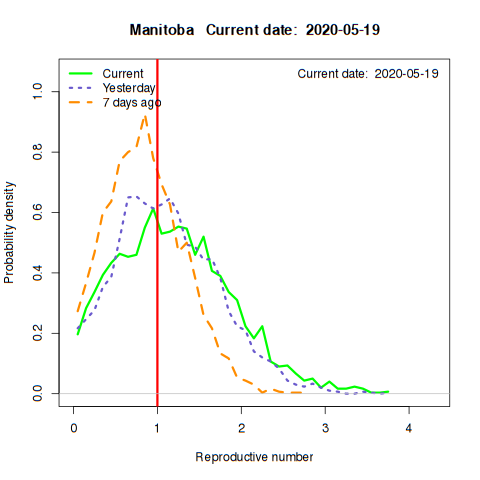 Manitoba Current date: 2020-05-19
Current
Yesterday
7 days ago
Current date: 2020-05-19
Probability density
0.0 0.2 0.4 0.6 0.8 1.0
0 1 2 3 4
Reproductive number